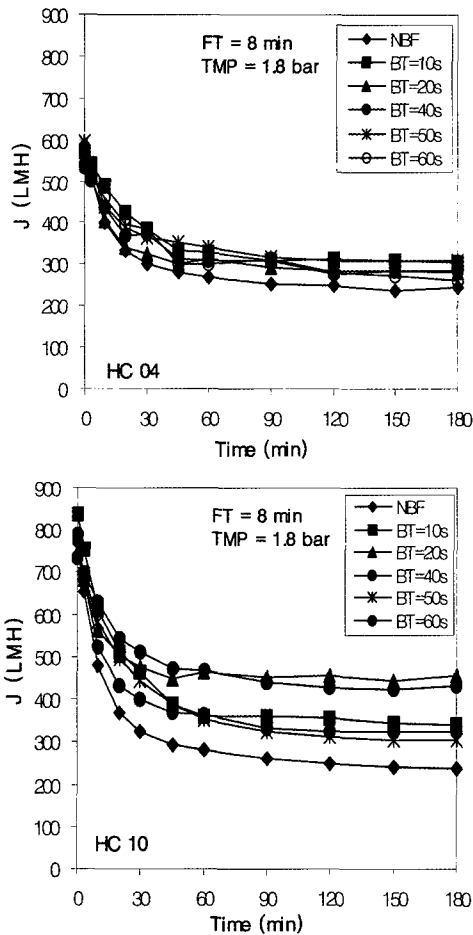 900
800
700
600
500
400
300
200
100
0
J (LMH)
FT = 8 min
TMP = 1.8 bar
NBF
BT=10s
BT=20s
BT=40s
BT=50s
BT=60s
HC 04
0 30 60 90 120 150 180
Time (min)
900
800
700
600
500
400
300
200
100
0
J (LMH)
FT = 8 min
TMP = 1.8 bar
NBF
BT=10s
BT=20s
BT=40s
BT=50s
BT=60s
HC 10
0 30 60 90 120 150 180
Time (min)